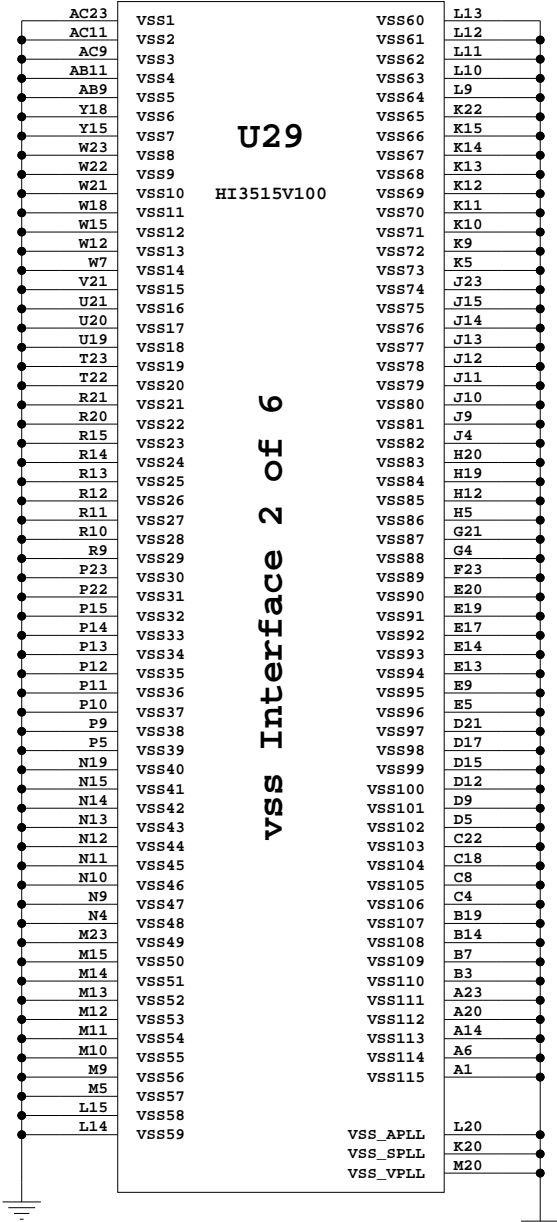 AC23 VSS1 VSS60 L13
AC11 VSS2 VSS61 L12
AC9 VSS3 VSS62 L11
AB11 VSS4 VSS63 L10
AB9 VSS5 VSS64 L9
Y18 VSS6 VSS65 K22
Y15 VSS7 U29 VSS66 K15
W23 VSS8 VSS67 K14
W22 VSS9 VSS68 K13
W21 VSS10 HI3515V100 VSS69 K12
W18 VSS11 VSS70 K11
W15 VSS12 VSS71 K10
W12 VSS13 VSS72 K9
W7 VSS14 VSS73 K5
V21 VSS15 VSS74 J23
U21 VSS16 VSS75 J15
U20 VSS17 VSS76 J14
U19 VSS18 VSS77 J13
T23 VSS19 VSS78 J12
T22 VSS20 VSS79 J11
R21 VSS21 VSS80 J10
R20 VSS22 VSS81 J9
R15 VSS23 VSS82 J4
R14 VSS24 VSS83 H20
R13 VSS25 VSS84 H19
R12 VSS26 VSS85 H12
R11 VSS27 VSS86 H5
R10 VSS28 VSS87 G21
R9 VSS29 VSS88 G4
P23 VSS30 VSS89 F23
P22 VSS31 VSS90 E20
P15 VSS32 VSS91 E19
P14 VSS33 VSS92 E17
P13 VSS34 VSS93 E14
P12 VSS35 VSS94 E13
P11 VSS36 VSS95 E9
P10 VSS37 VSS96 E5
P9 VSS38 VSS97 D21
P5 VSS39 VSS98 D17
N19 VSS40 VSS99 D15
N15 VSS41 VSS100 D12
N14 VSS42 VSS101 D9
N13 VSS43 VSS102 D5
N12 VSS44 VSS103 C22
N11 VSS45 VSS104 C18
N10 VSS46 VSS105 C8
N9 VSS47 VSS106 C4
N4 VSS48 VSS107 B19
M23 VSS49 VSS108 B14
M15 VSS50 VSS109 B7
M14 VSS51 VSS110 B3
M13 VSS52 VSS111 A23
M12 VSS53 VSS112 A20
M11 VSS54 VSS113 A14
M10 VSS55 VSS114 A6
M9 VSS56 VSS115 A1
M5 VSS57
L15 VSS58
L14 VSS59 VSS_APLL L20
VSS_SPLL K20
VSS_VPLL M20
vss Interface 2 of 6